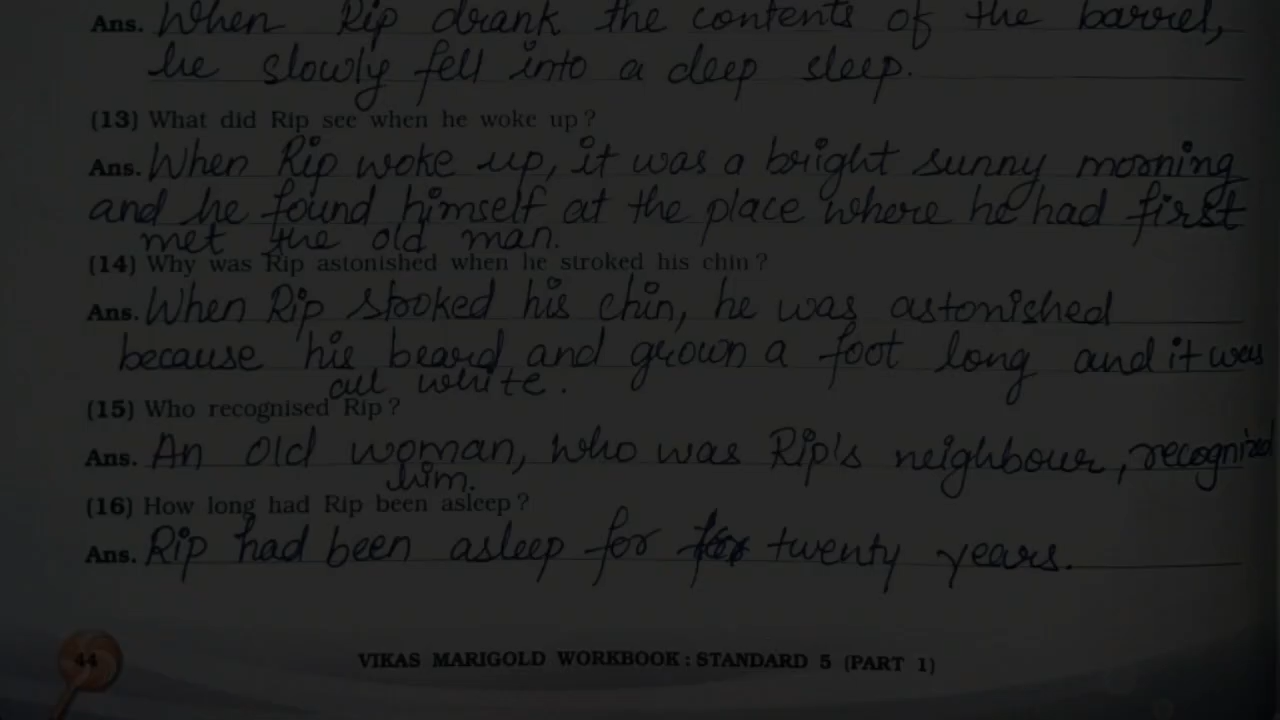 Ans. When Rip drank the contents of the barrel,
he slowly fell into a deep sleep.
(13) What did Rip see when he woke up?
Ans. When Rip woke up, it was a bright sunny morning
and he found himself at the place where he had first
met the old man.
(14) Why was Rip astonished when he stroked his chin?
Ans. When Rip stroked his chin, he was astonished
because his beard and grown a foot long and it was
all white.
(15) Who recognised Rip?
Ans. An old woman, who was Rip's neighbour, recognized
him.
(16) How long had Rip been asleep?
Ans. Rip had been asleep for twenty years.
44 VIKAS MARIGOLD WORKBOOK : STANDARD 5 (PART 1)